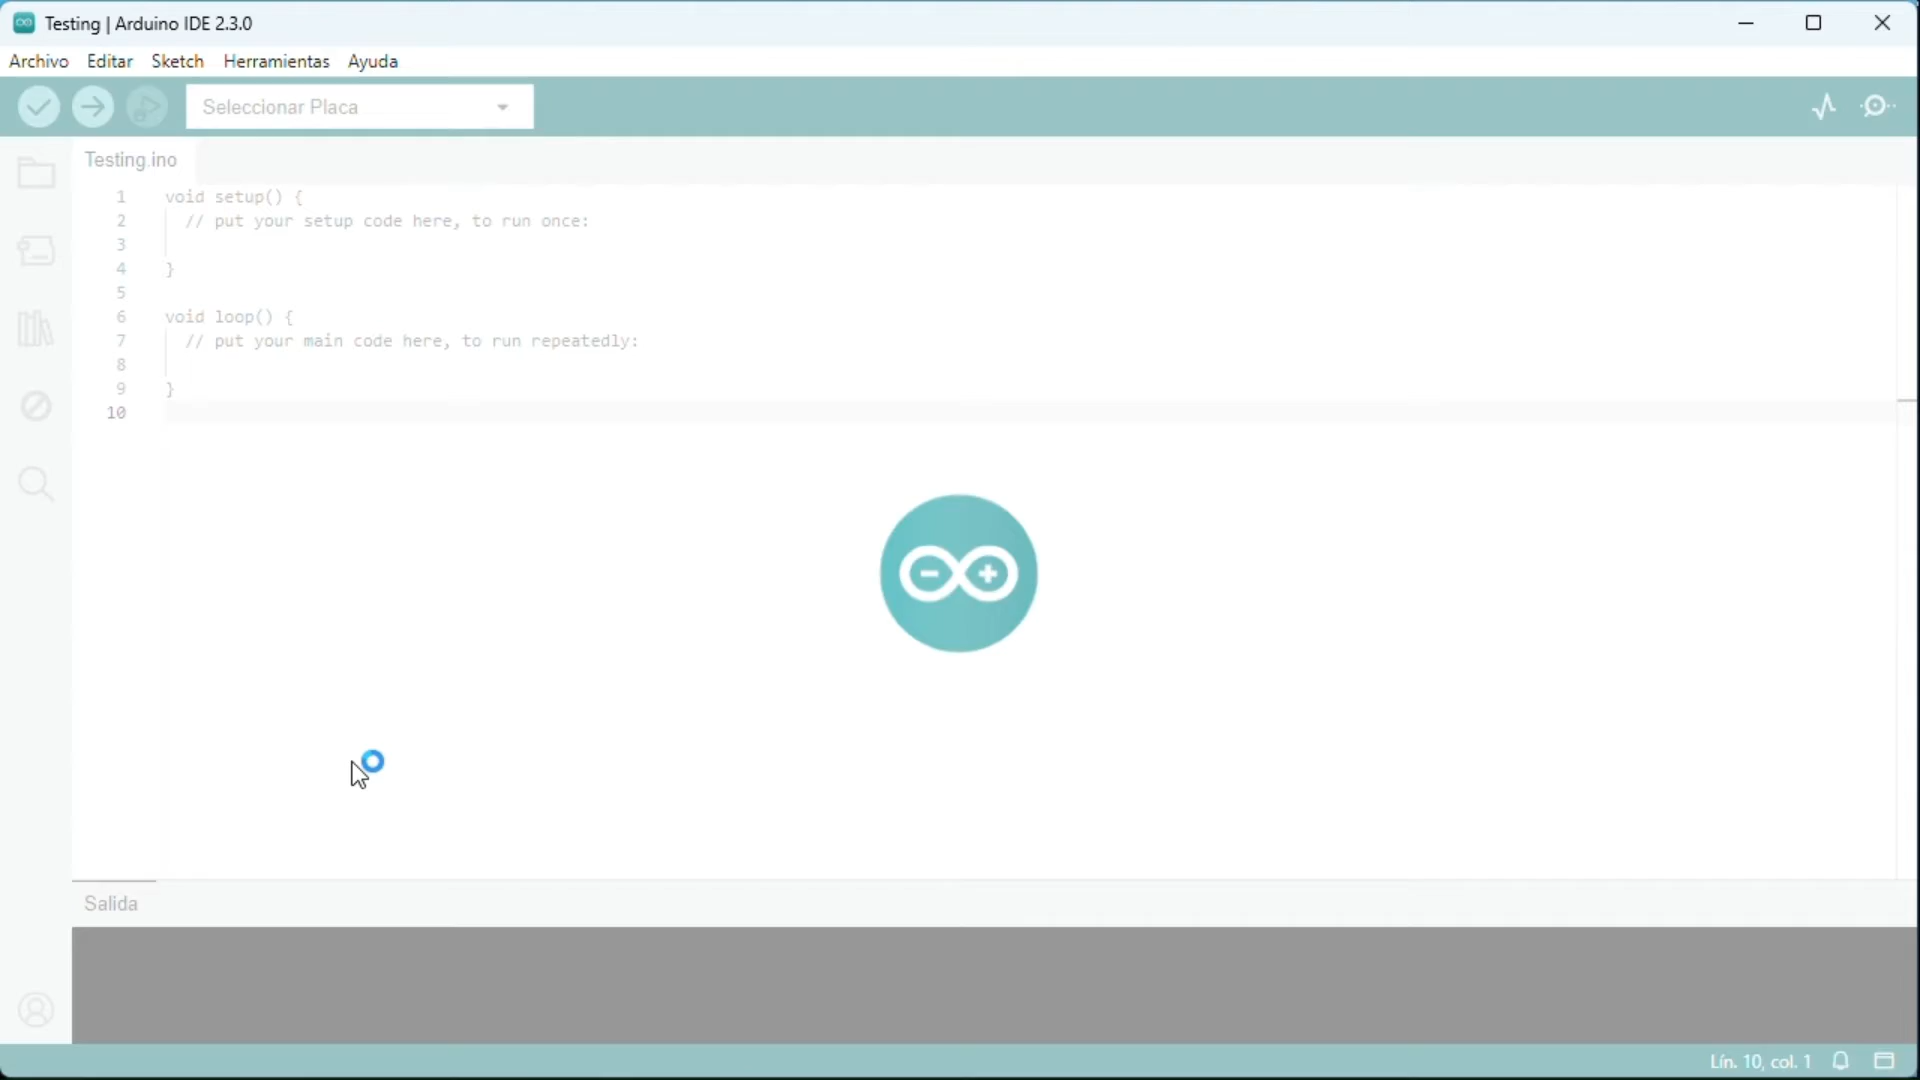 Testing | Arduino IDE 2.3.0
Archivo Editar Sketch Herramientas Ayuda
Seleccionar Placa
Testing.ino
1 void setup() {
2 // put your setup code here, to run once:
3
4 }
5
6 void loop() {
7 // put your main code here, to run repeatedly:
8
9 }
10
Salida
Lín. 10, col. 1